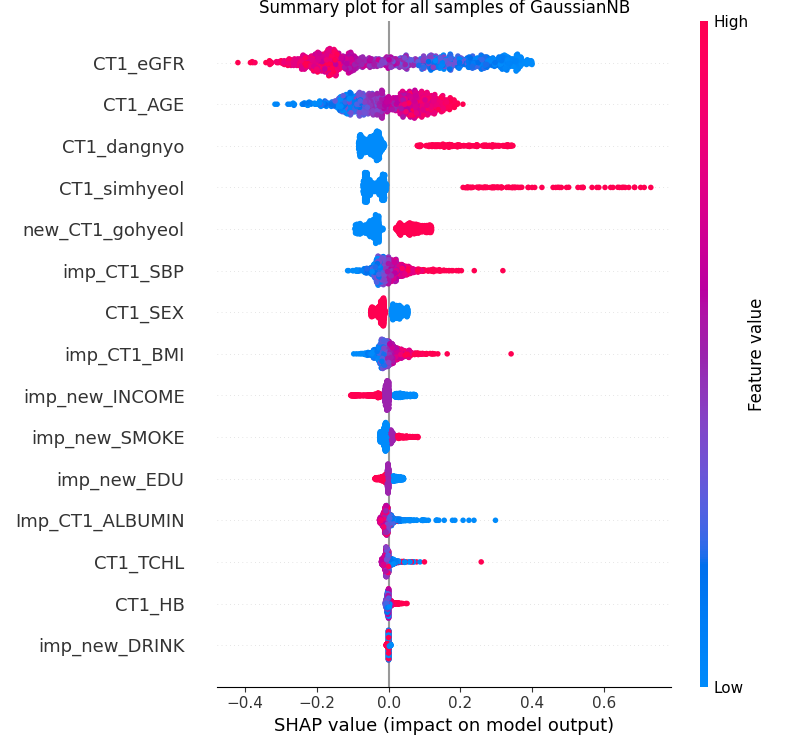 Summary plot for all samples of GaussianNB
High
CT1_eGFR
CT1_AGE
CT1_dangnyo
CT1_simhyeol
new_CT1_gohyeol
imp_CT1_SBP
CT1_SEX
imp_CT1_BMI
imp_new_INCOME
imp_new_SMOKE
imp_new_EDU
Imp_CT1_ALBUMIN
CT1_TCHL
CT1_HB
imp_new_DRINK
Feature value
Low
−0.4 −0.2 0.0 0.2 0.4 0.6
SHAP value (impact on model output)